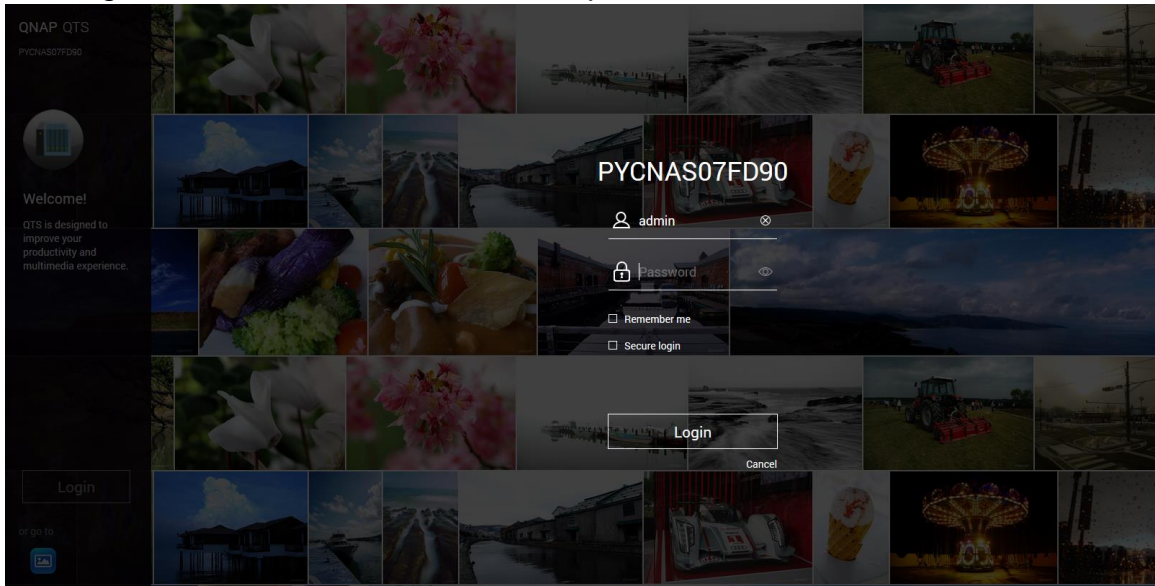 QNAP QTS
PYCNAS07FD90
Welcome!
QTS is designed to
improve your
productivity and
multimedia experience.
Login
or go to
PYCNAS07FD90
admin
Password
Remember me
Secure login
Login
Cancel